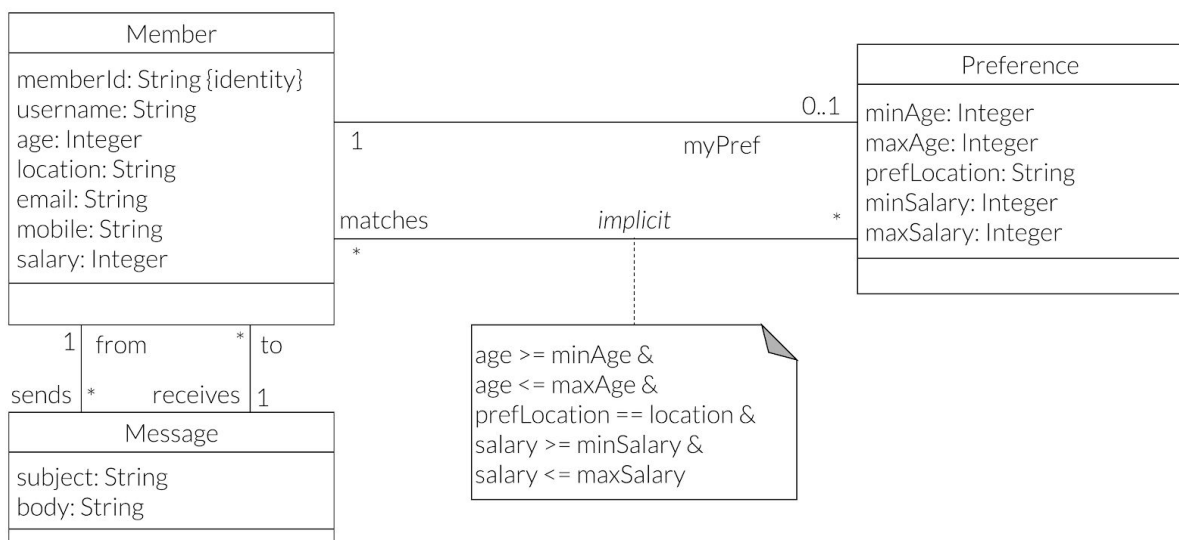 Member
memberId: String {identity}
username: String
age: Integer
location: String
email: String
mobile: String
salary: Integer
1
myPref
0..1
matches
*
implicit
*
Preference
minAge: Integer
maxAge: Integer
prefLocation: String
minSalary: Integer
maxSalary: Integer
age >= minAge &
age <= maxAge &
prefLocation == location &
salary >= minSalary &
salary <= maxSalary
1 from
* to
sends *
receives 1
Message
subject: String
body: String